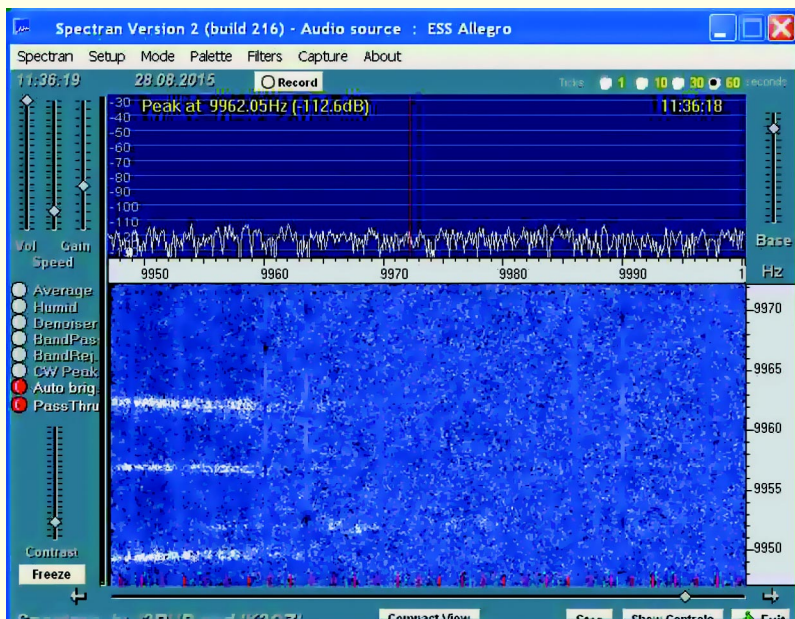 Spectran Version 2 (build 216) - Audio source : ESS Allegro
Spectran Setup Mode Palette Filters Capture About
11:36:19 28.08.2015 Record Ticks 1 10 30 60 seconds
Peak at 9962.05Hz (-112.6dB) 11:36:18
-30
-40
-50
-60
-70
-80
-90
-100
-110
Vol Gain
Speed
Base
9950 9960 9970 9980 9990 1 Hz
Average
Humid
Denoiser
BandPas
BandRej
CW Peak
Auto brig
PassThru
9970
9965
9960
9955
9950
Contrast
Freeze
Compact View Stop Show Controls Exit